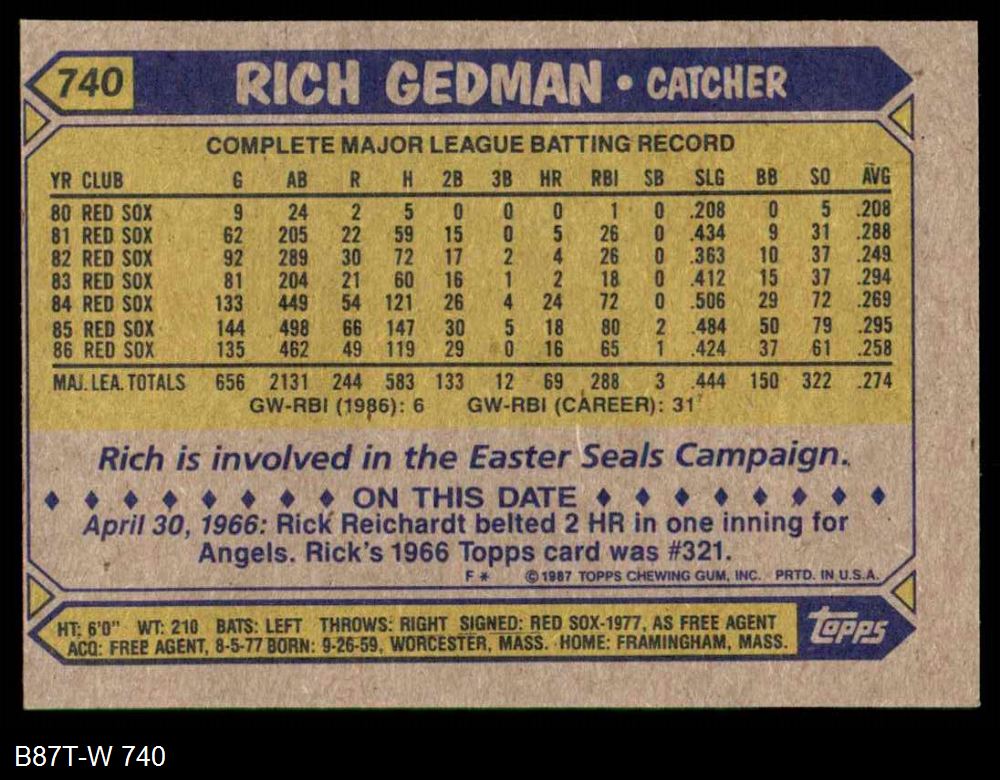 740 RICH GEDMAN • CATCHER
COMPLETE MAJOR LEAGUE BATTING RECORD
YR CLUB G AB R H 2B 3B HR RBI SB SLG BB SO AVG
80 RED SOX 9 24 2 5 0 0 0 1 0 .208 0 5 .208
81 RED SOX 62 205 22 59 15 0 5 26 0 .434 9 31 .288
82 RED SOX 92 289 30 72 17 2 4 26 0 .363 10 37 .249
83 RED SOX 81 204 21 60 16 1 2 18 0 .412 15 37 .294
84 RED SOX 133 449 54 121 26 4 24 72 0 .506 29 72 .269
85 RED SOX 144 498 66 147 30 5 18 80 2 .484 50 79 .295
86 RED SOX 135 462 49 119 29 0 16 65 1 .424 37 61 .258
MAJ. LEA. TOTALS 656 2131 244 583 133 12 69 288 3 .444 150 322 .274
GW-RBI (1986): 6 GW-RBI (CAREER): 31
Rich is involved in the Easter Seals Campaign.
♦ ♦ ♦ ♦ ♦ ♦ ♦ ♦ ON THIS DATE ♦ ♦ ♦ ♦ ♦ ♦ ♦ ♦
April 30, 1966: Rick Reichardt belted 2 HR in one inning for
Angels. Rick's 1966 Topps card was #321.
F * © 1987 TOPPS CHEWING GUM, INC. PRTD. IN U.S.A.
HT: 6'0" WT: 210 BATS: LEFT THROWS: RIGHT SIGNED: RED SOX-1977, AS FREE AGENT
ACQ: FREE AGENT, 8-5-77 BORN: 9-26-59, WORCESTER, MASS. HOME: FRAMINGHAM, MASS.
topps
B87T-W 740